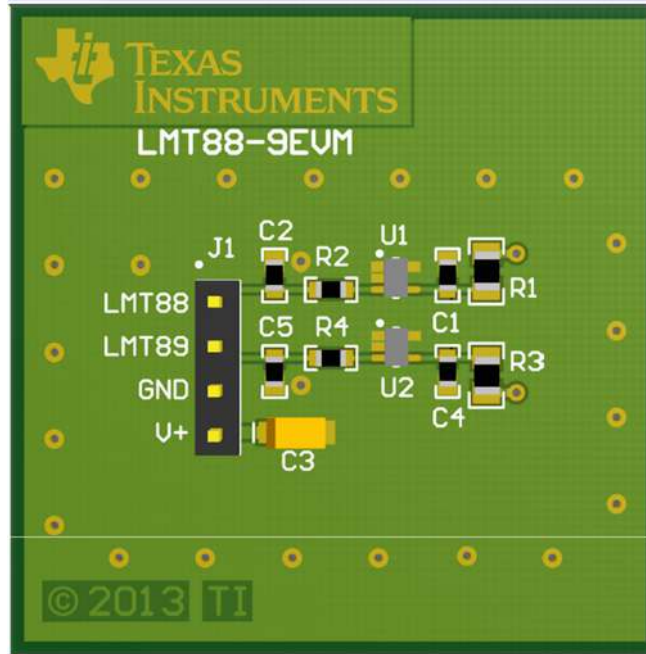 TEXAS
INSTRUMENTS
LMT88-9EVM
J1
C2
R2
U1
C1
R1
LMT88
LMT89
GND
V+
C5
R4
U2
C4
R3
C3
© 2013 TI